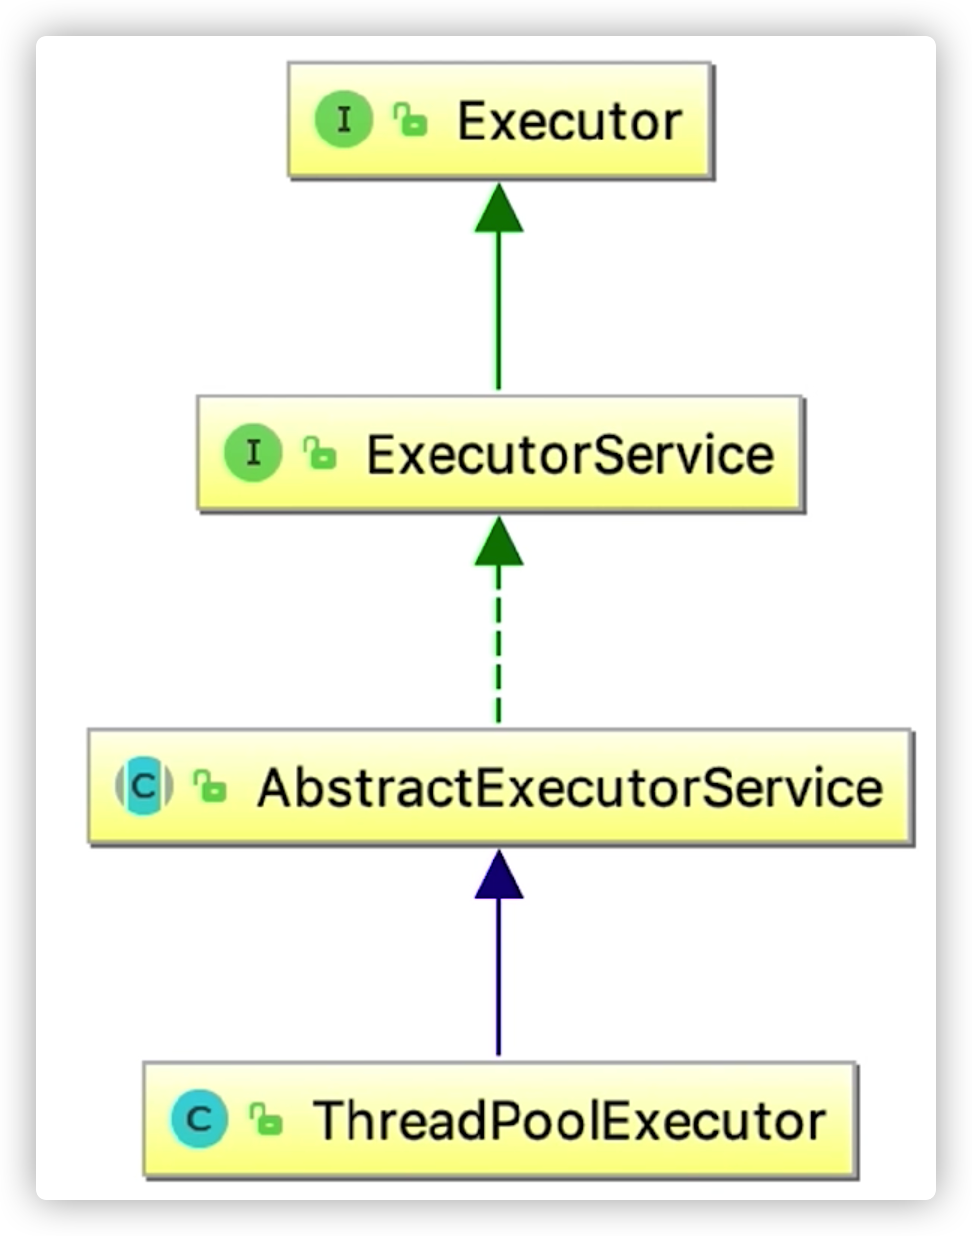 I Executor
I ExecutorService
C AbstractExecutorService
C ThreadPoolExecutor